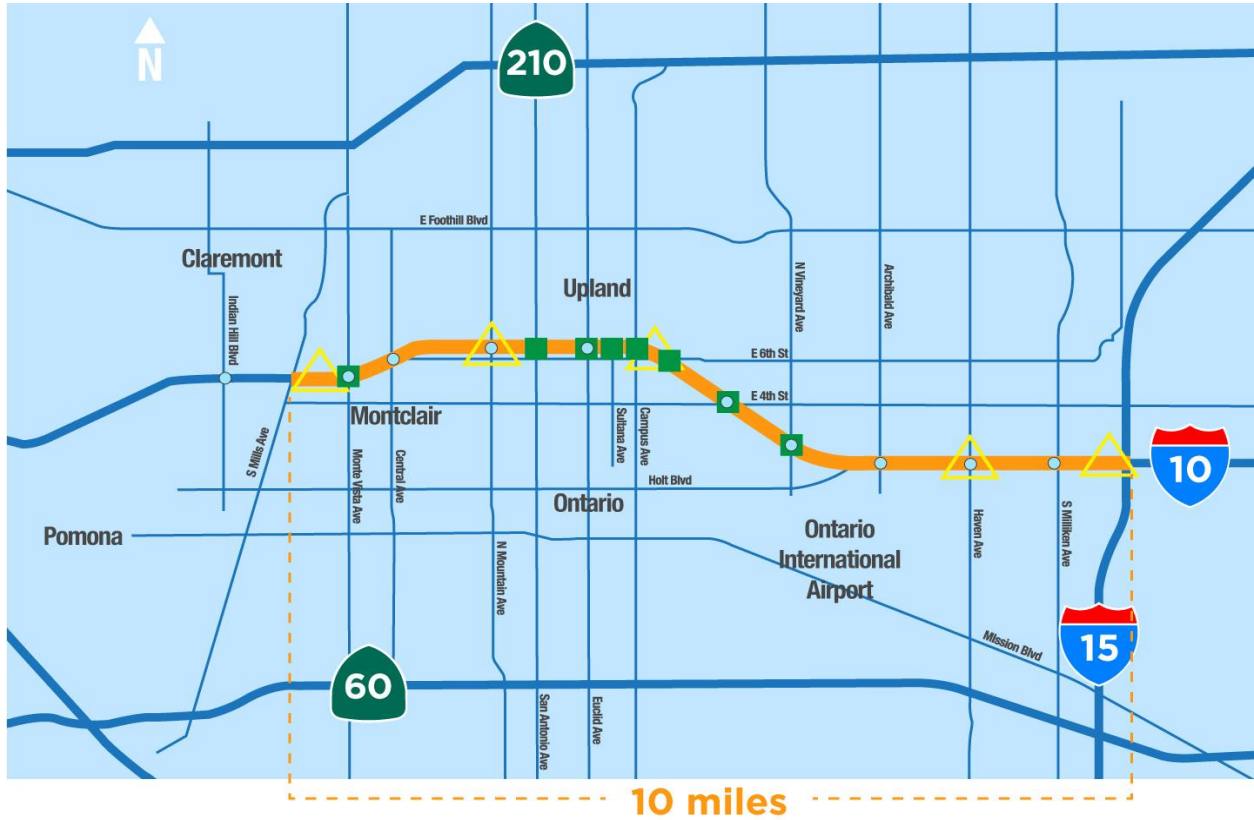 N
210
E Foothill Blvd
Claremont
Upland
Indian Hill Blvd
N Vineyard Ave
Archibald Ave
E 6th St
E 4th St
Montclair
S Mills Ave
Monte Vista Ave
Central Ave
Sultana Ave
Campus Ave
10
Holt Blvd
Ontario
Pomona
N Mountain Ave
Ontario
International
Airport
Haven Ave
S Milliken Ave
MIssion Blvd
15
60
San Antonio Ave
Euclid Ave
10 miles